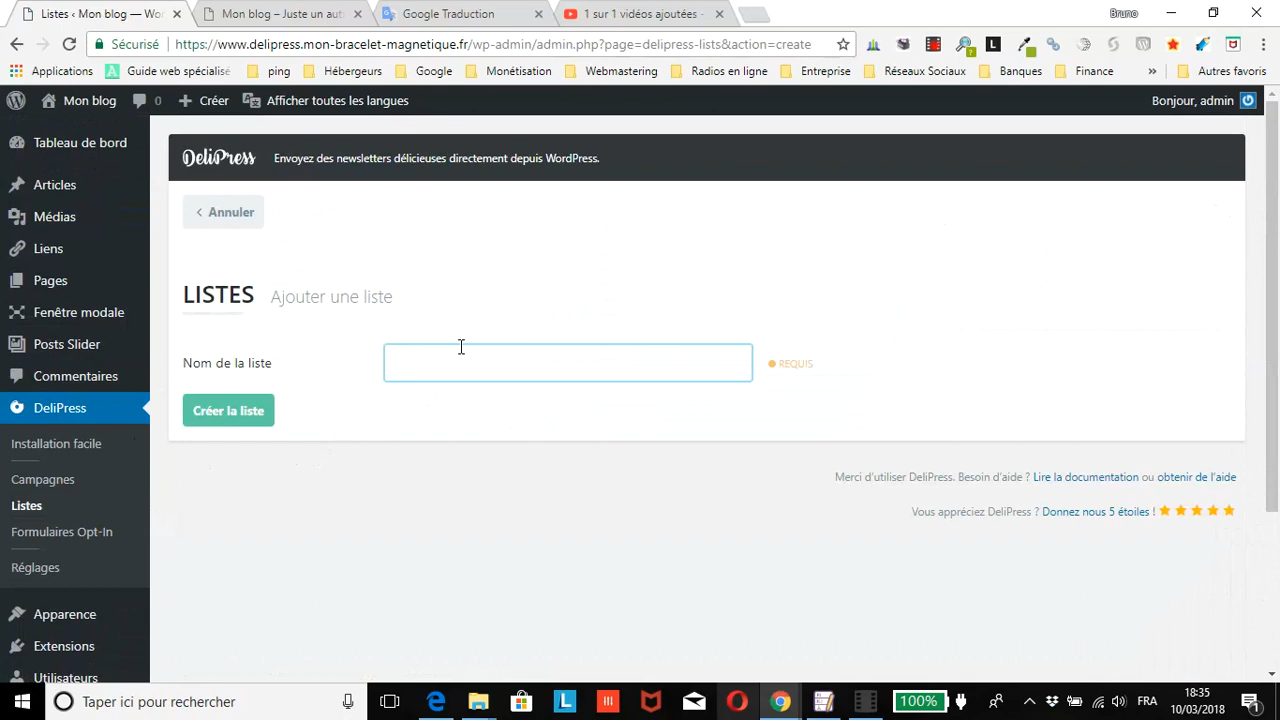 Listes ‹ Mon blog — Wor
Mon blog – Juste un aut
Google Traduction
1 sur 1 vidéos ajoutées -
Bruno
Sécurisé
https://www.delipress.mon-bracelet-magnetique.fr/wp-admin/admin.php?page=delipress-lists&action=create
Applications
Guide web spécialisé
ping
Hébergeurs
Google
Monétisation
Webmastering
Radios en ligne
Entreprise
Réseaux Sociaux
Banques
Finance
»
Autres favoris
Mon blog
0
Créer
Afficher toutes les langues
Bonjour, admin
Tableau de bord
Articles
Médias
Liens
Pages
Fenêtre modale
Posts Slider
Commentaires
DeliPress
Installation facile
Campagnes
Listes
Formulaires Opt-In
Réglages
Apparence
Extensions
Utilisateurs
DeliPress
Envoyez des newsletters délicieuses directement depuis WordPress.
Annuler
LISTES
Ajouter une liste
Nom de la liste
REQUIS
Créer la liste
Merci d'utiliser DeliPress. Besoin d'aide ? Lire la documentation ou obtenir de l'aide
Vous appréciez DeliPress ? Donnez nous 5 étoiles !
Taper ici pour rechercher
100%
FRA
18:35
10/03/2018